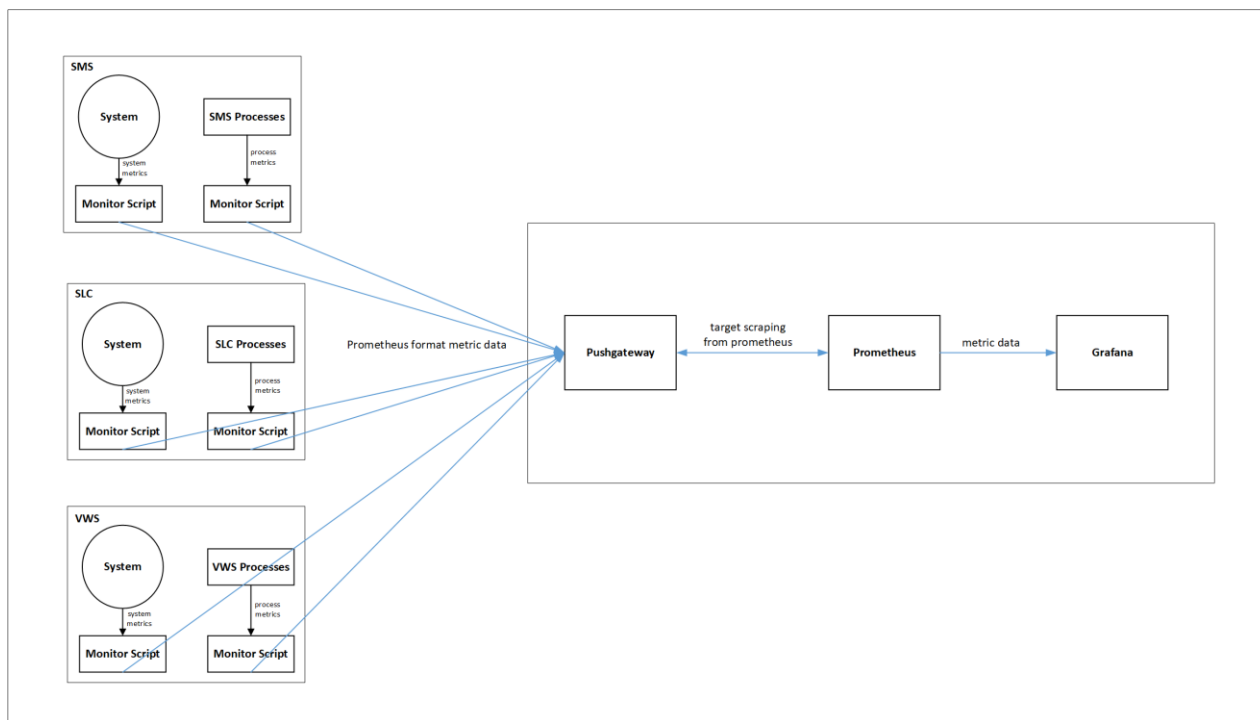 SMS
System
SMS Processes
system
metrics
process
metrics
Monitor Script
Monitor Script
SLC
System
SLC Processes
system
metrics
process
metrics
Monitor Script
Monitor Script
VWS
System
VWS Processes
system
metrics
process
metrics
Monitor Script
Monitor Script
Prometheus format metric data
Pushgateway
target scraping
from prometheus
Prometheus
metric data
Grafana